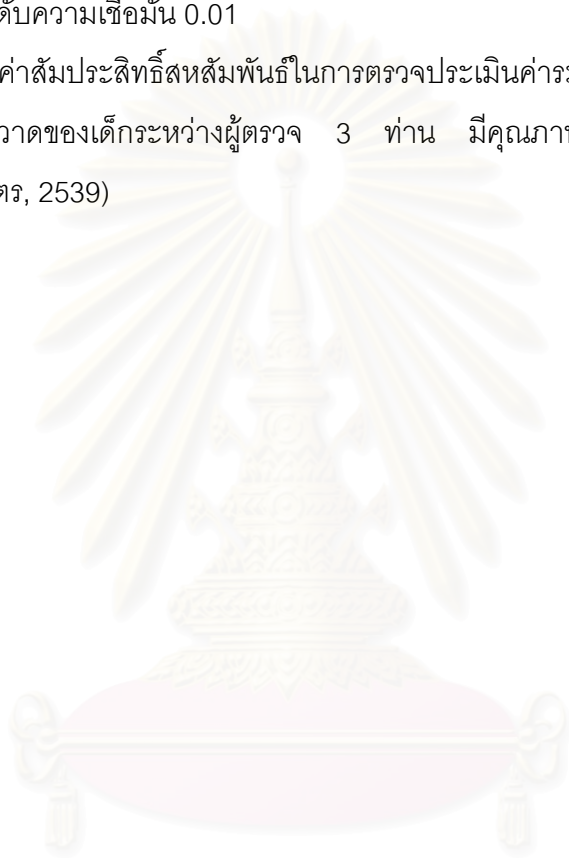 ดับความเชื่อมั่น 0.01
ค่าสัมประสิทธิ์สหสัมพันธ์ในการตรวจประเมินค่าระ
วาดของเด็กระหว่างผู้ตรวจ 3 ท่าน มีคุณภาพ
ตร, 2539)